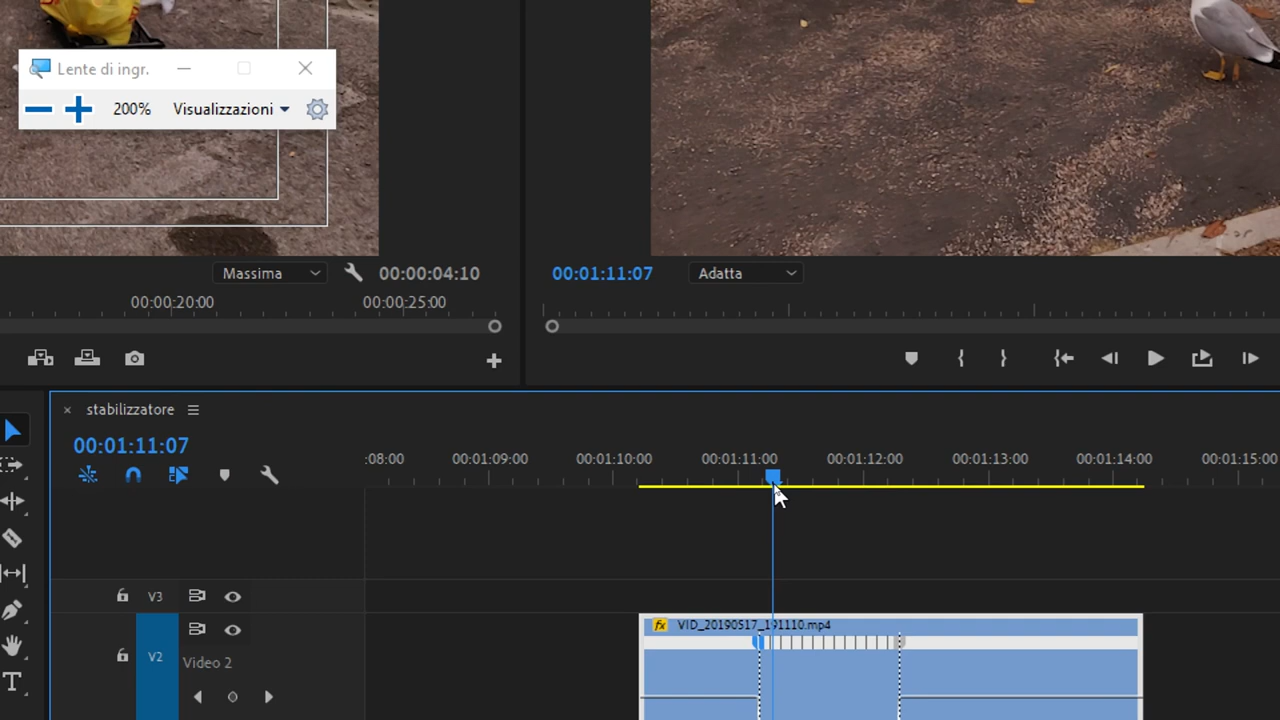 Lente di ingr.
200% Visualizzazioni
Massima 00:00:04:10
00:01:11:07 Adatta
00:00:20:00 00:00:25:00
stabilizzatore
00:01:11:07
:08:00 00:01:09:00 00:01:10:00 00:01:11:00 00:01:12:00 00:01:13:00 00:01:14:00 00:01:15:00
V3
fx VID_20190517_191110.mp4
V2
Video 2
T